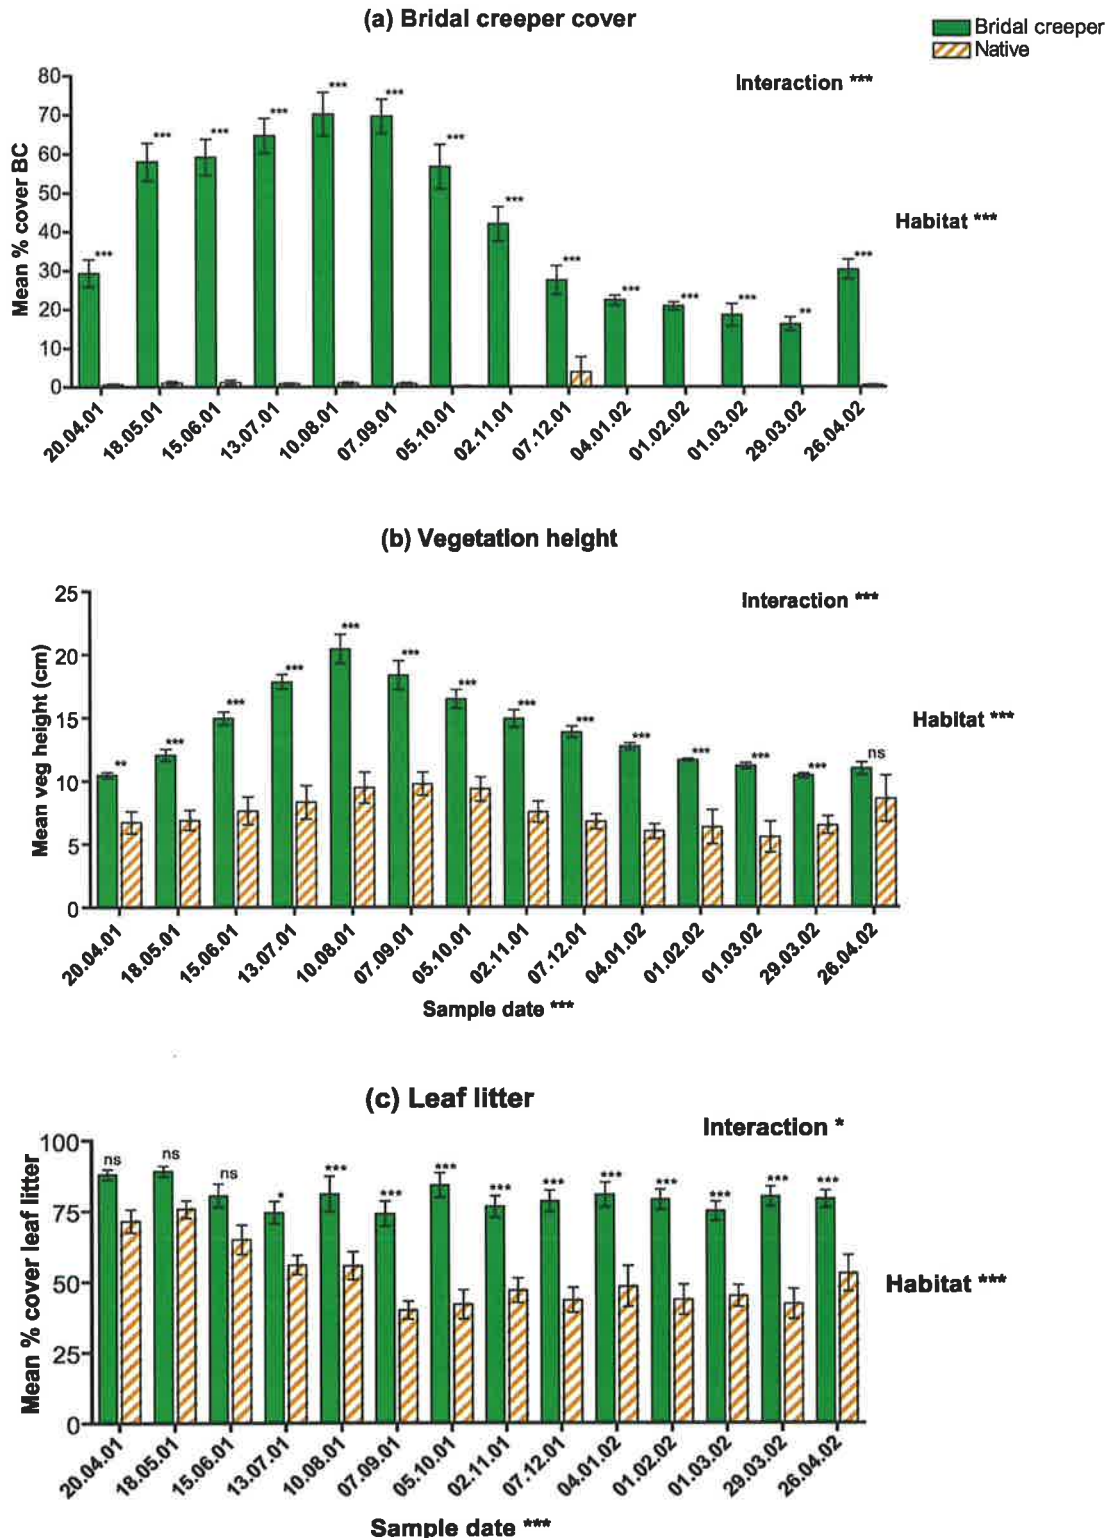 (a) Bridal creeper cover
Bridal creeper
Native
Interaction ***
Habitat ***
Mean % cover BC
80
70
60
50
40
30
20
10
0
*** *** *** *** *** *** *** *** *** *** *** *** ** ***
20.04.01 18.05.01 15.06.01 13.07.01 10.08.01 07.09.01 05.10.01 02.11.01 07.12.01 04.01.02 01.02.02 01.03.02 29.03.02 26.04.02
(b) Vegetation height
Interaction ***
Habitat ***
Mean veg height (cm)
25
20
15
10
5
0
** *** *** *** *** *** *** *** *** *** *** *** *** ns
20.04.01 18.05.01 15.06.01 13.07.01 10.08.01 07.09.01 05.10.01 02.11.01 07.12.01 04.01.02 01.02.02 01.03.02 29.03.02 26.04.02
Sample date ***
(c) Leaf litter
Interaction *
Habitat ***
Mean % cover leaf litter
100
75
50
25
0
ns ns ns * *** *** *** *** *** *** *** *** *** ***
20.04.01 18.05.01 15.06.01 13.07.01 10.08.01 07.09.01 05.10.01 02.11.01 07.12.01 04.01.02 01.02.02 01.03.02 29.03.02 26.04.02
Sample date ***